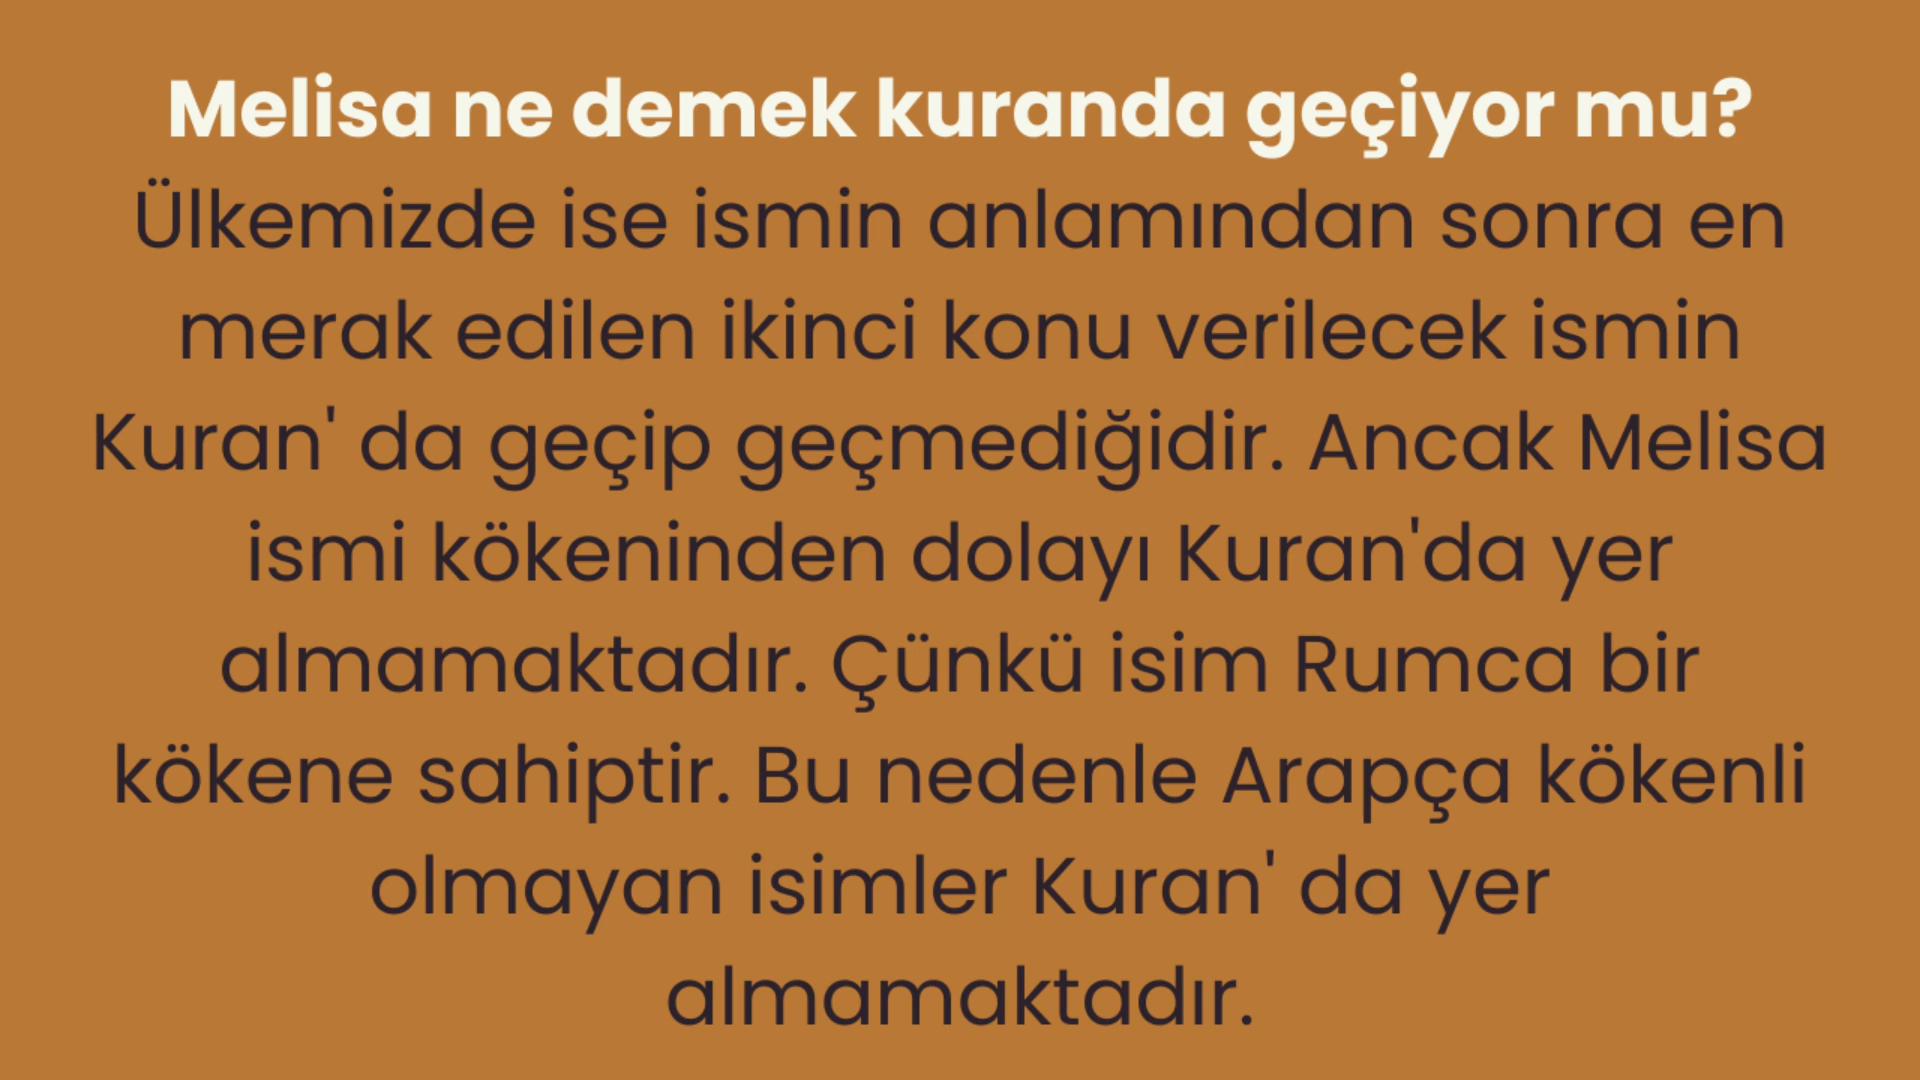 Melisa ne demek kuranda geçiyor mu?
Ülkemizde ise ismin anlamından sonra en
merak edilen ikinci konu verilecek ismin
Kuran' da geçip geçmediğidir. Ancak Melisa
ismi kökeninden dolayı Kuran'da yer
almamaktadır. Çünkü isim Rumca bir
kökene sahiptir. Bu nedenle Arapça kökenli
olmayan isimler Kuran' da yer
almamaktadır.